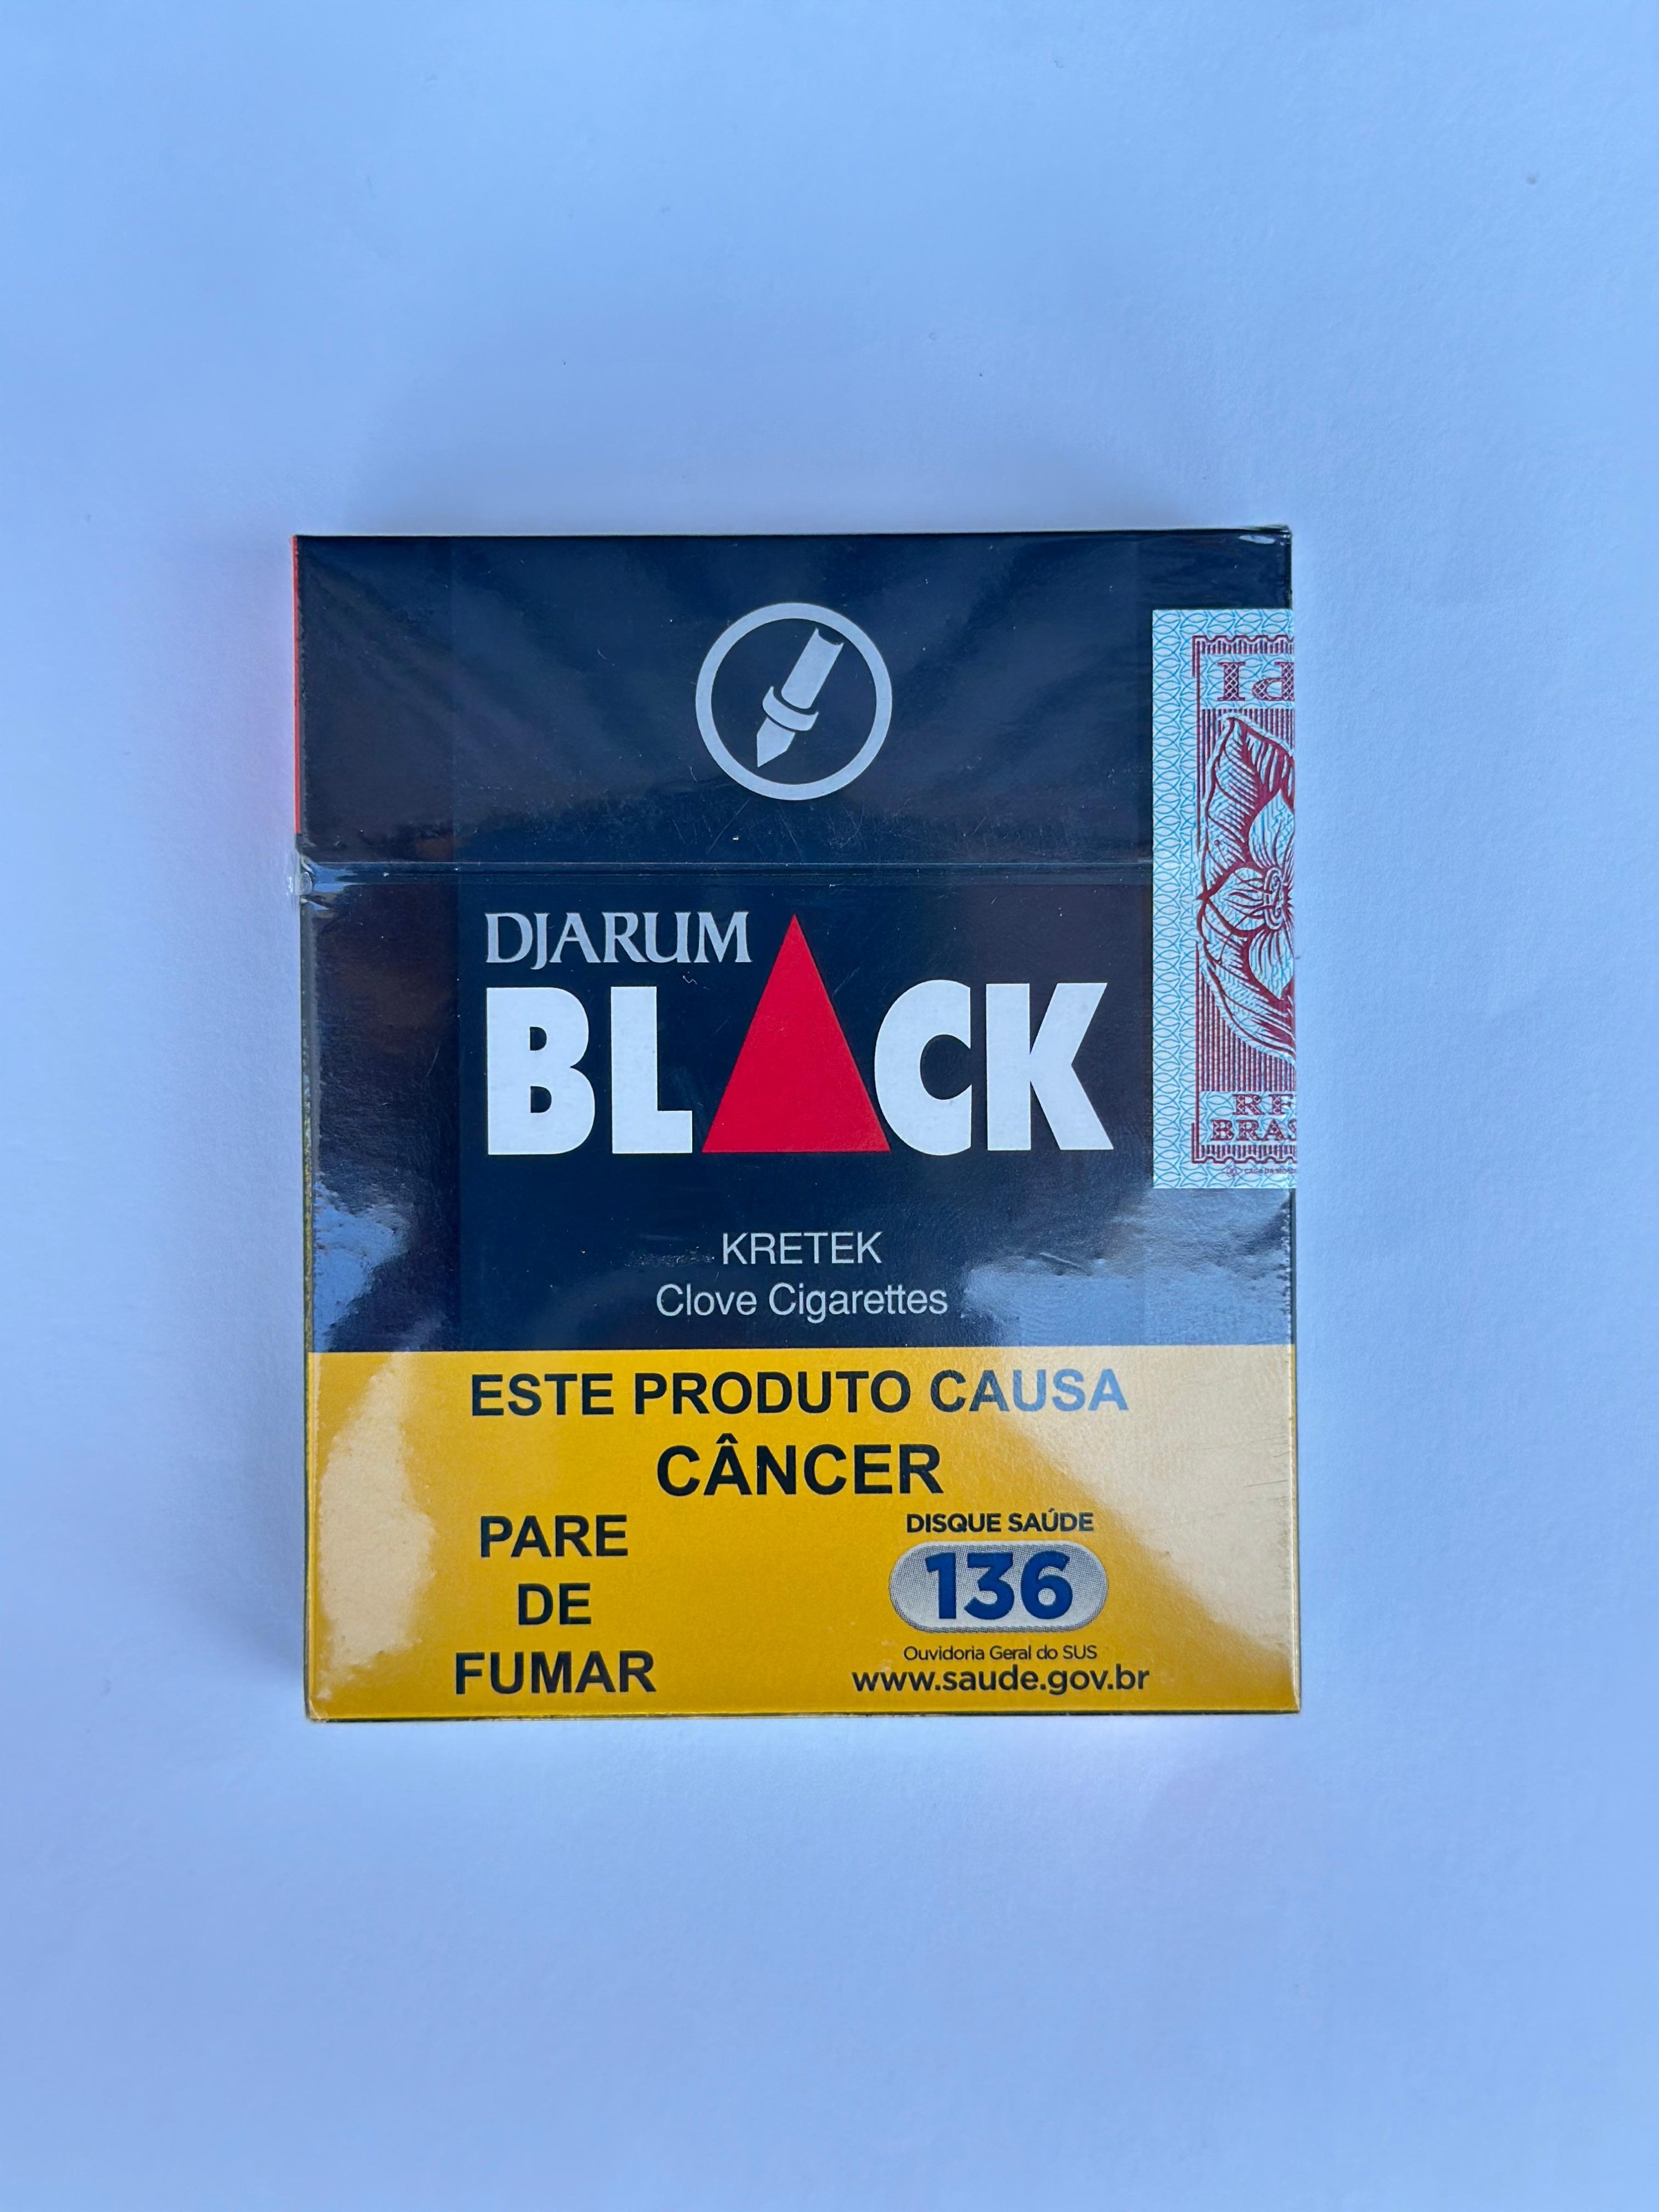 DJARUM
BLACK
KRETEK
Clove Cigarettes
ESTE PRODUTO CAUSA
CÂNCER
PARE
DE
FUMAR
DISQUE SAÚDE
136
Ouvidoria Geral do SUS
www.saude.gov.br
IPI